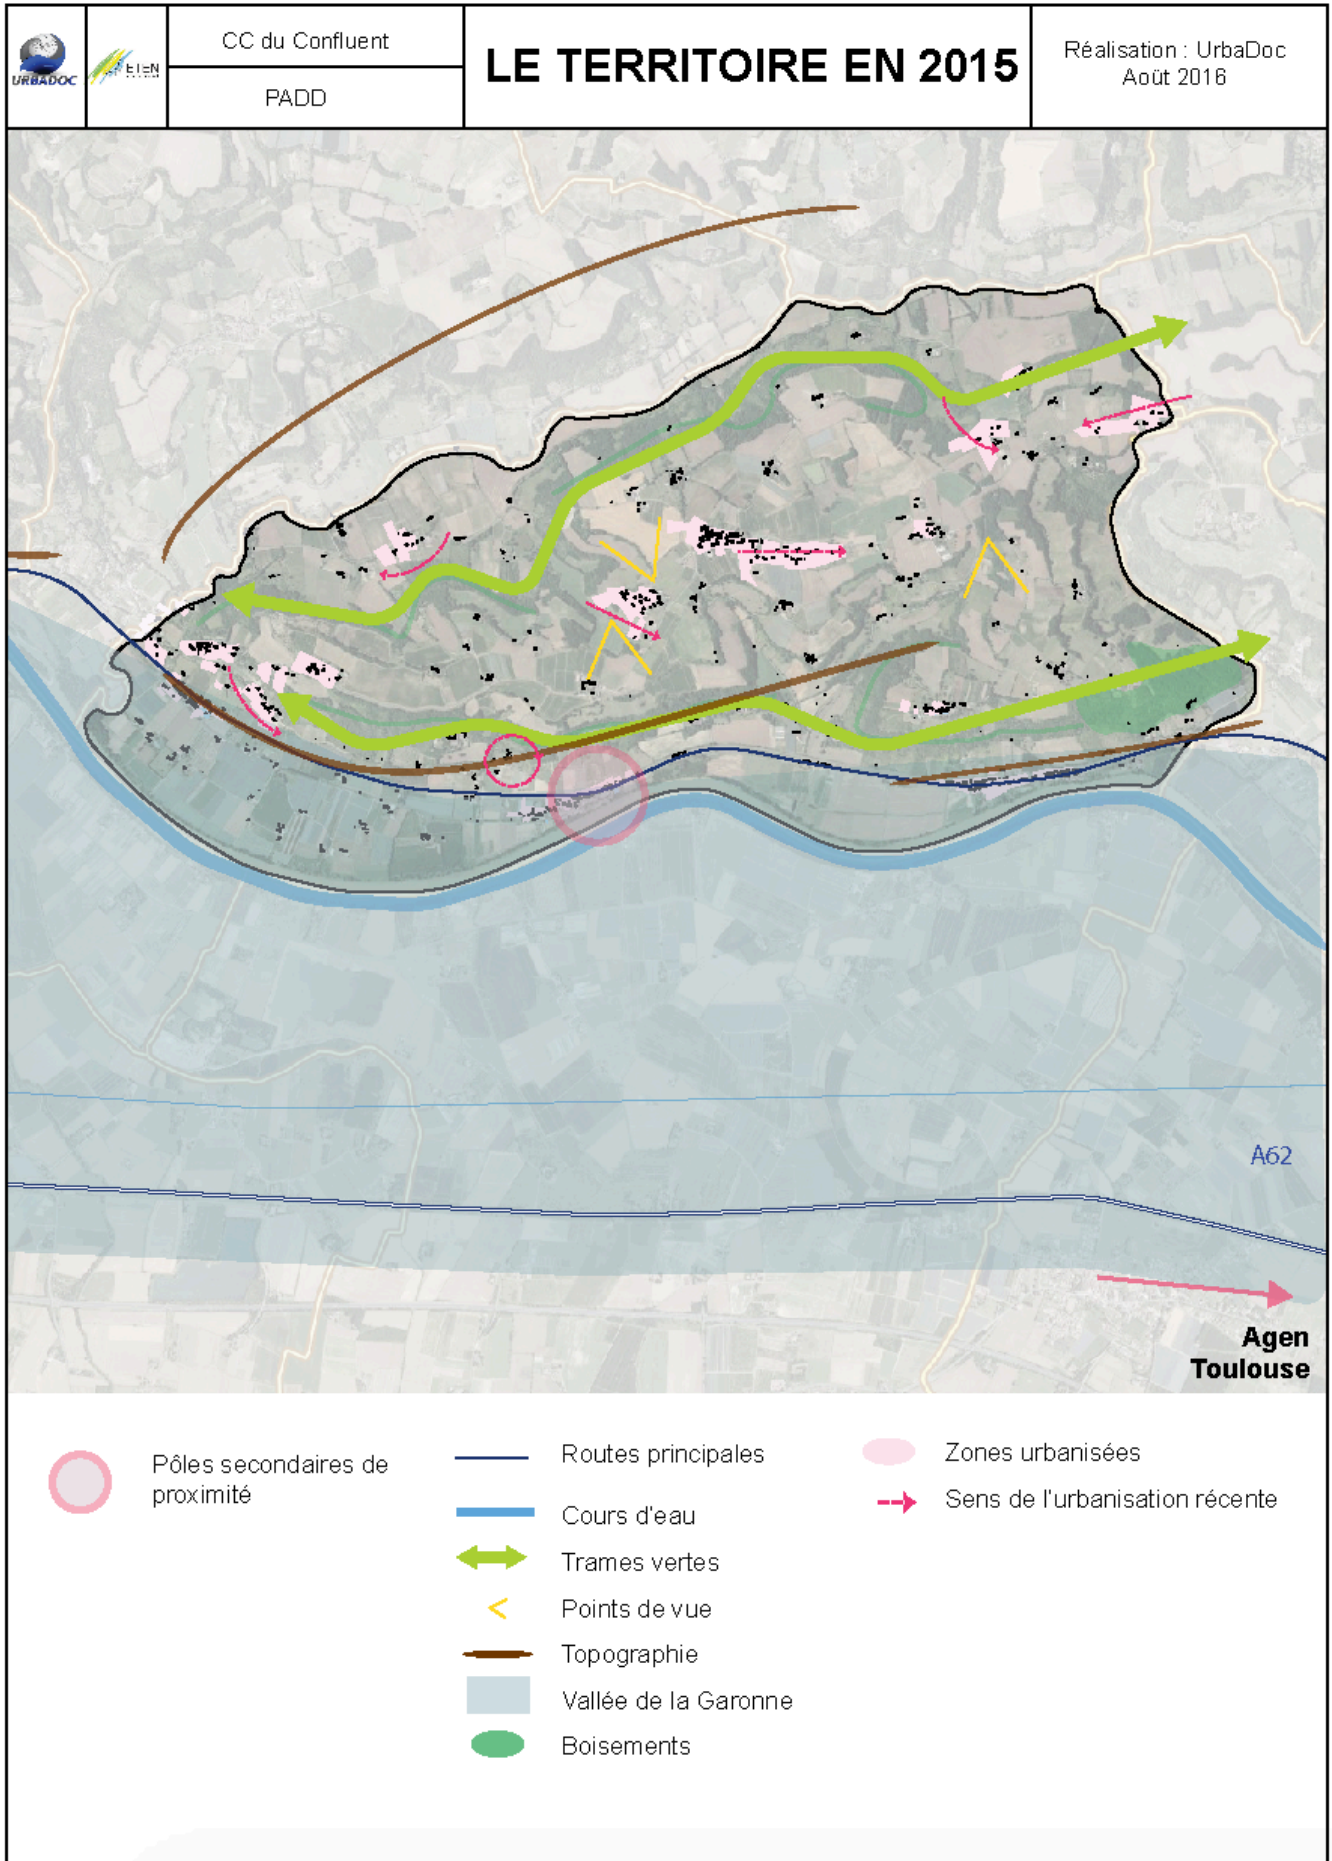 URBADOC
ETEN
CC du Confluent
PADD
LE TERRITOIRE EN 2015
Réalisation : UrbaDoc
Août 2016
A62
Agen
Toulouse
Pôles secondaires de
proximité
Routes principales
Cours d'eau
Trames vertes
Points de vue
Topographie
Vallée de la Garonne
Boisements
Zones urbanisées
Sens de l'urbanisation récente